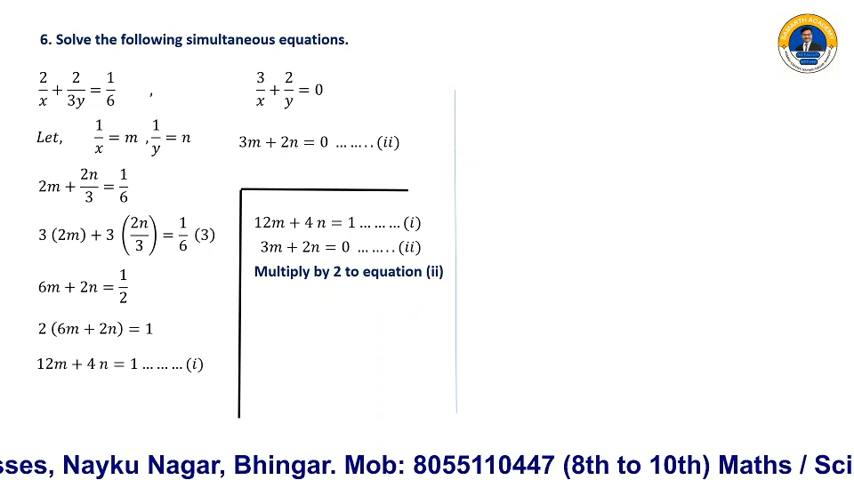 6. Solve the following simultaneous equations.
2/x + 2/3y = 1/6 , 3/x + 2/y = 0
Let, 1/x = m , 1/y = n
3m + 2n = 0 ........ (ii)
2m + 2n/3 = 1/6
3 (2m) + 3 (2n/3) = 1/6 (3)
6m + 2n = 1/2
2 (6m + 2n) = 1
12m + 4 n = 1 ... ... ... (i)
12m + 4 n = 1 ... ... ... (i)
3m + 2n = 0 ........ (ii)
Multiply by 2 to equation (ii)
sses, Nayku Nagar, Bhingar. Mob: 8055110447 (8th to 10th) Maths / Sci